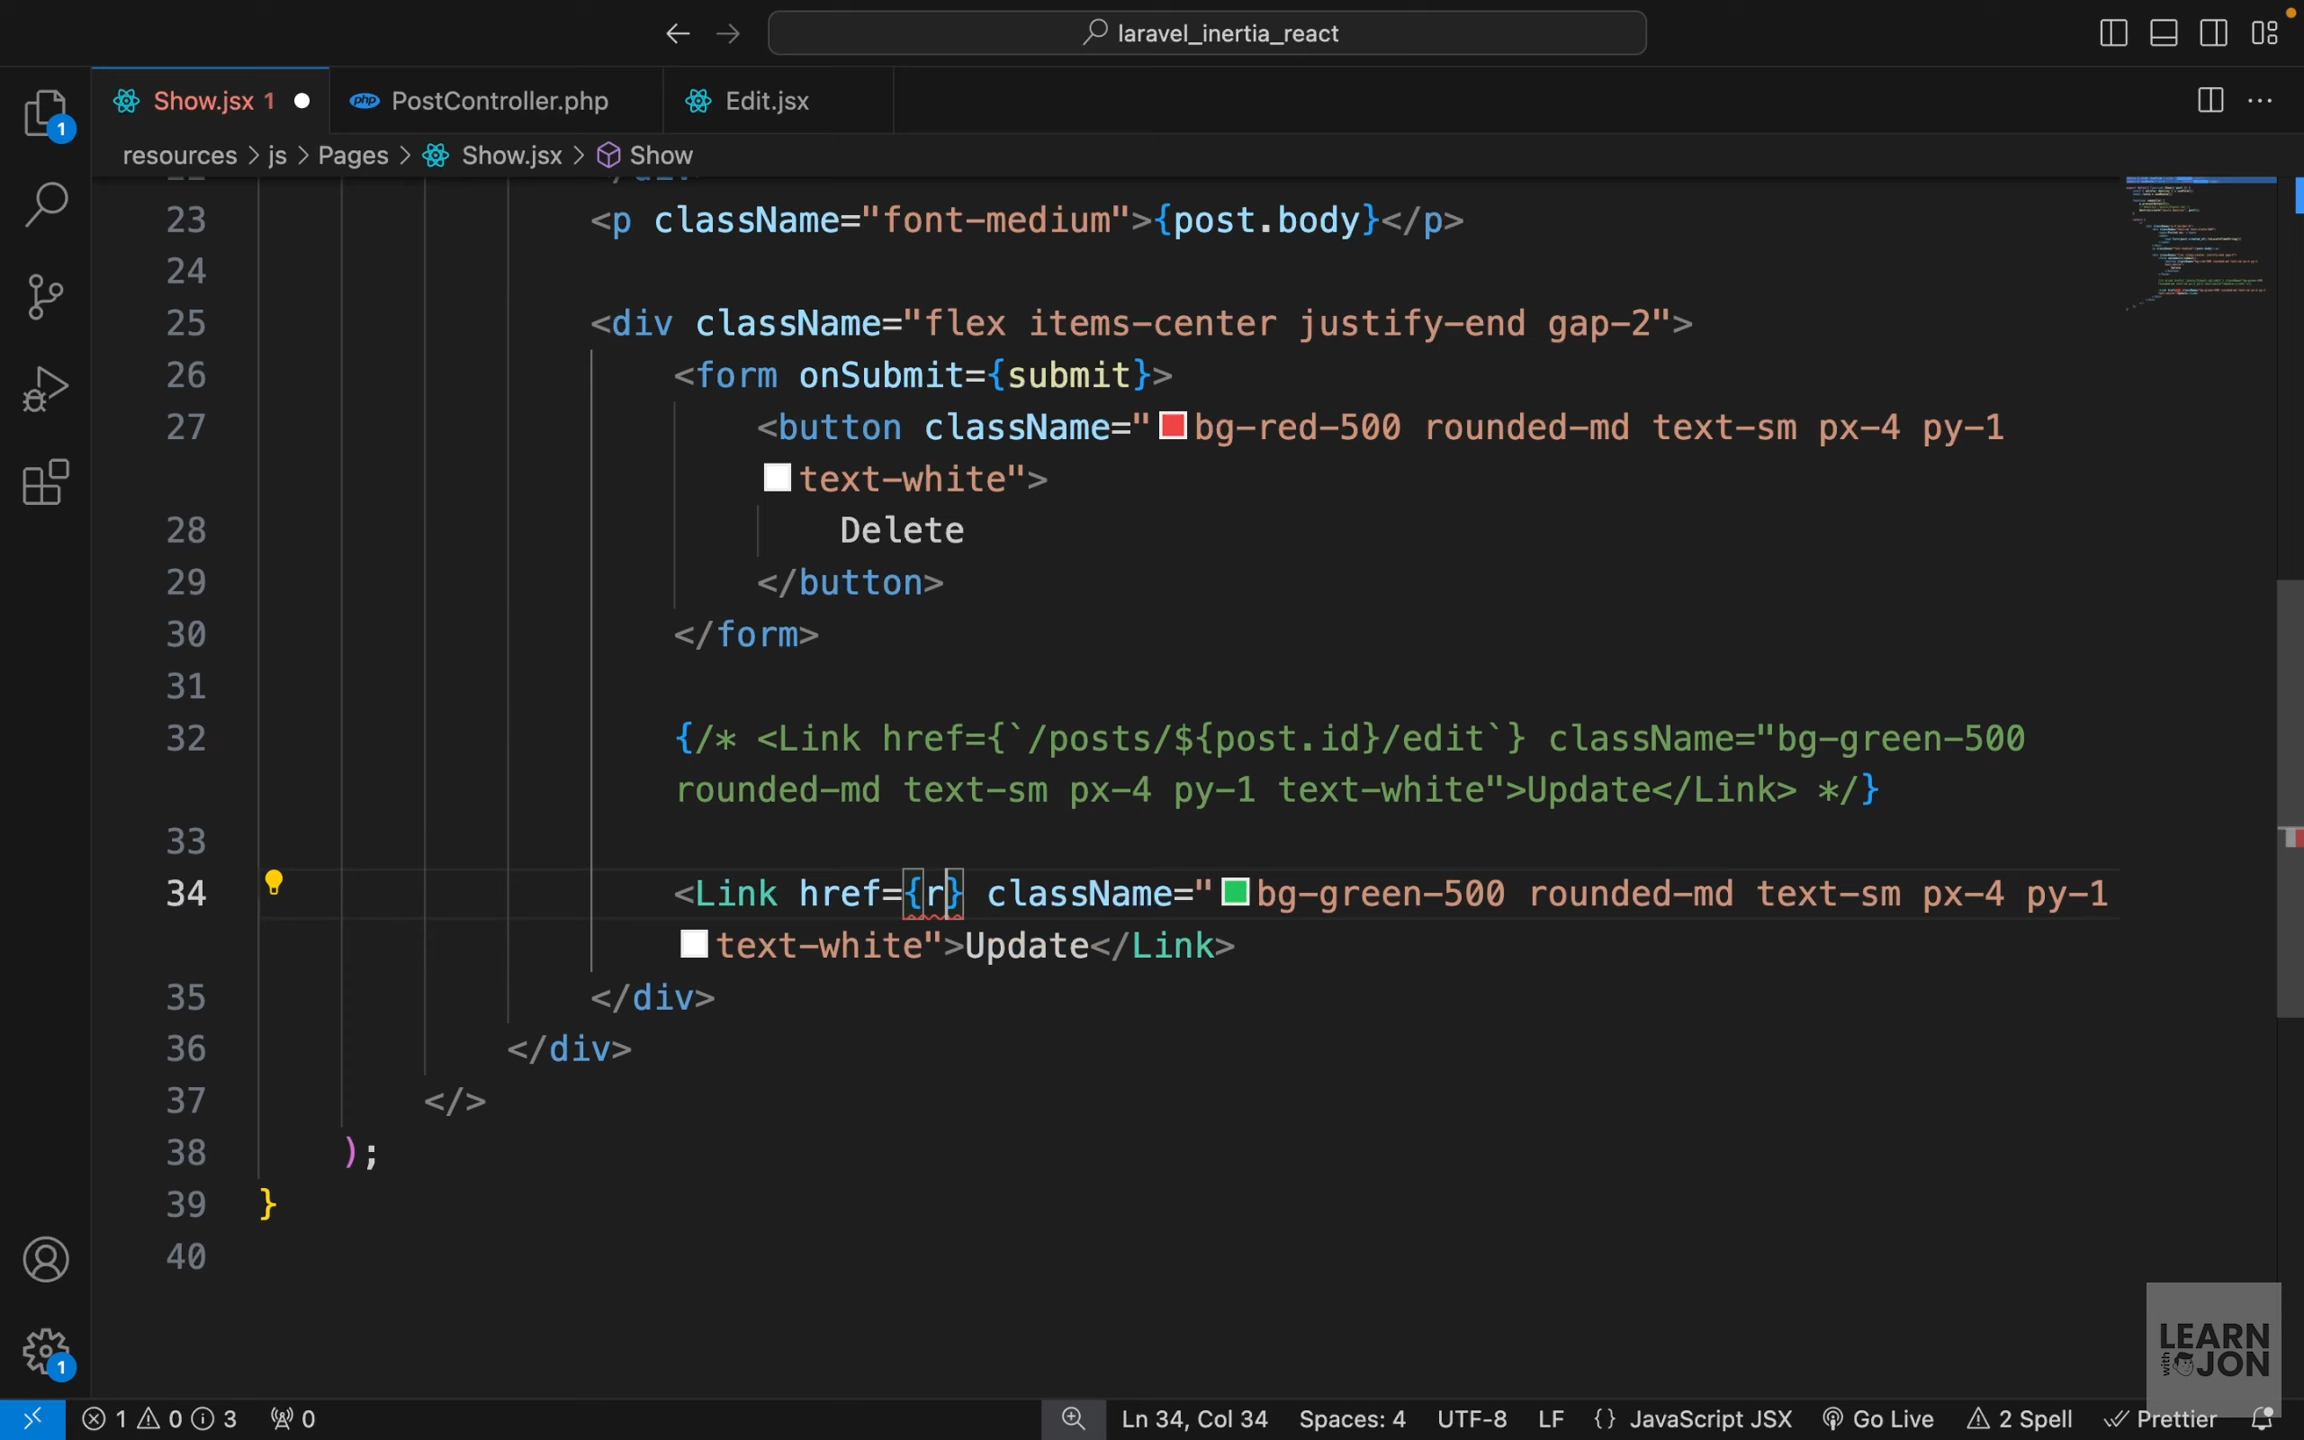 laravel_inertia_react
Show.jsx 1
PostController.php
Edit.jsx
1
resources > js > Pages > Show.jsx > Show
23 <p className="font-medium">{post.body}</p>
24
25 <div className="flex items-center justify-end gap-2">
26 <form onSubmit={submit}>
27 <button className="bg-red-500 rounded-md text-sm px-4 py-1
text-white">
28 Delete
29 </button>
30 </form>
31
32 {/* <Link href={`/posts/${post.id}/edit`} className="bg-green-500
rounded-md text-sm px-4 py-1 text-white">Update</Link> */}
33
34 <Link href={r} className="bg-green-500 rounded-md text-sm px-4 py-1
text-white">Update</Link>
35 </div>
36 </div>
37 </>
38 );
39 }
40
1
LEARN
with JON
1 0 3 0 Ln 34, Col 34 Spaces: 4 UTF-8 LF {} JavaScript JSX Go Live 2 Spell Prettier